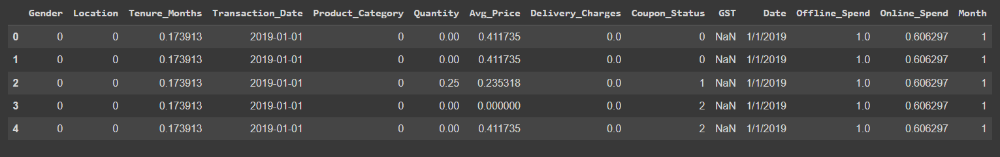 Gender Location Tenure_Months Transaction_Date Product_Category Quantity Avg_Price Delivery_Charges Coupon_Status GST Date Offline_Spend Online_Spend Month
0 0 0 0.173913 2019-01-01 0 0.00 0.411735 0.0 0 NaN 1/1/2019 1.0 0.606297 1
1 0 0 0.173913 2019-01-01 0 0.00 0.411735 0.0 0 NaN 1/1/2019 1.0 0.606297 1
2 0 0 0.173913 2019-01-01 0 0.25 0.235318 0.0 1 NaN 1/1/2019 1.0 0.606297 1
3 0 0 0.173913 2019-01-01 0 0.00 0.000000 0.0 2 NaN 1/1/2019 1.0 0.606297 1
4 0 0 0.173913 2019-01-01 0 0.00 0.411735 0.0 2 NaN 1/1/2019 1.0 0.606297 1